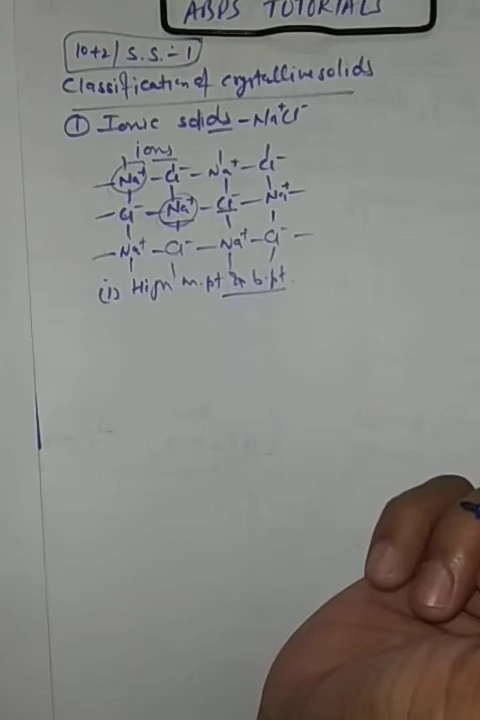 ABPS TUTORIALS
10+2/ S.S.-1
Classification of crystalline solids
① Ionic solids - Na⁺Cl⁻
ions
- Na⁺ - Cl⁻ - Na⁺ - Cl⁻
- Cl⁻ - Na⁺ - Cl⁻ - Na⁺ -
- Na⁺ - Cl⁻ - Na⁺ - Cl⁻ -
(i) High m.pt & b.pt.